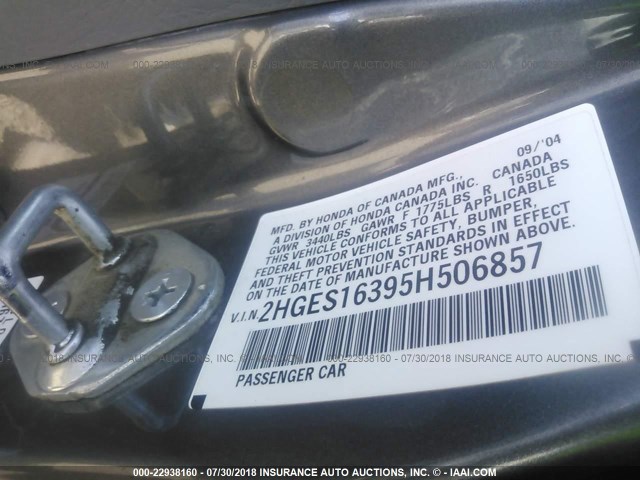 09/'04
MFD. BY HONDA OF CANADA MFG.,
A DIVISION OF HONDA CANADA INC. CANADA
GVWR 3440LBS GAWR F 1775LBS R 1650LBS
THIS VEHICLE CONFORMS TO ALL APPLICABLE
FEDERAL MOTOR VEHICLE SAFETY, BUMPER,
AND THEFT PREVENTION STANDARDS IN EFFECT
ON THE DATE OF MANUFACTURE SHOWN ABOVE.
V.I.N. 2HGES16395H506857
PASSENGER CAR
000-22938160 - 07/30/2018 INSURANCE AUTO AUCTIONS, INC. © - IAAI.COM